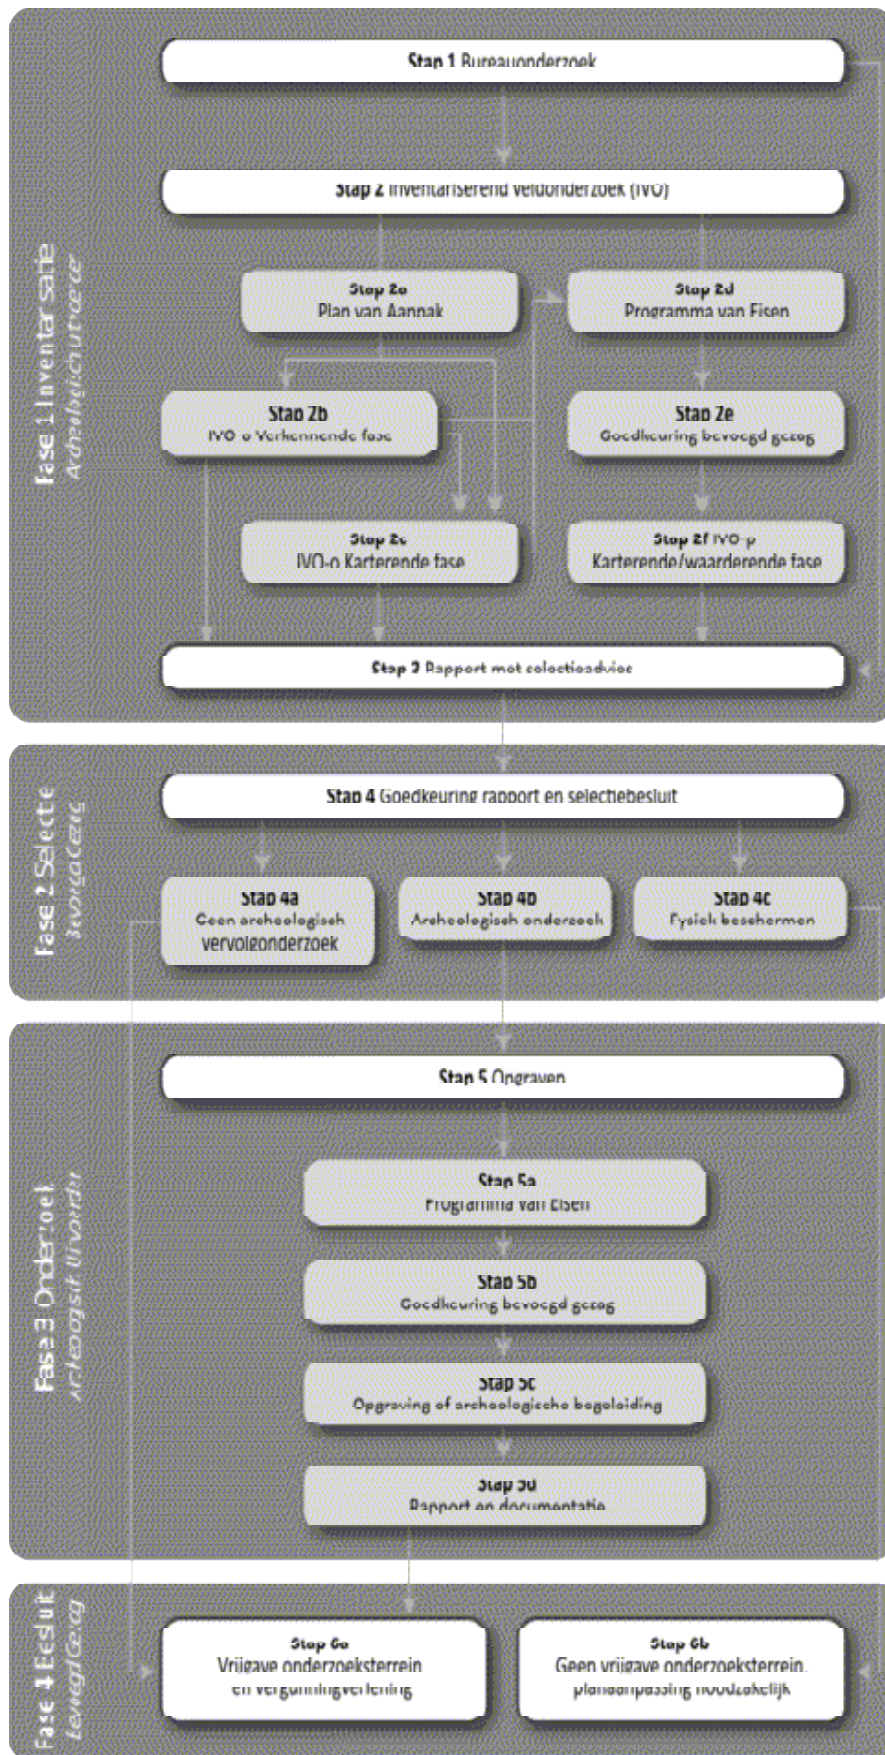 Fase 1 Inventarisatie
Stap 1 Bureauonderzoek
Stap 2 Inventariserend veldonderzoek (IVO)
Stap 2a
Plan van Aanpak
Stap 2d
Programma van Eisen
Stap 2b
IVO-o Verkennende fase
Stap 2e
Goedkeuring bevoegd gezag
Stap 2c
IVO-o Karterende fase
Stap 2f IVO-p
Karterende/waarderende fase
Stap 3 Rapport met selectieadvies
Fase 2 Selectie
Bevoegd Gezag
Stap 4 Goedkeuring rapport en selectiebesluit
Stap 4a
Geen archeologisch
vervolgonderzoek
Stap 4b
Archeologisch onderzoek
Stap 4c
Fysiek beschermen
Fase 3 Onderzoek
Stap 5 Opgraven
Stap 5a
Programma van Eisen
Stap 5b
Goedkeuring bevoegd gezag
Stap 5c
Opgraving of archeologische begeleiding
Stap 5d
Rapport en documentatie
Fase 4 Besluit
Bevoegd Gezag
Stap 6a
Vrijgave onderzoeksterrein
en vergunningverlening
Stap 6b
Geen vrijgave onderzoeksterrein,
planaanpassing noodzakelijk